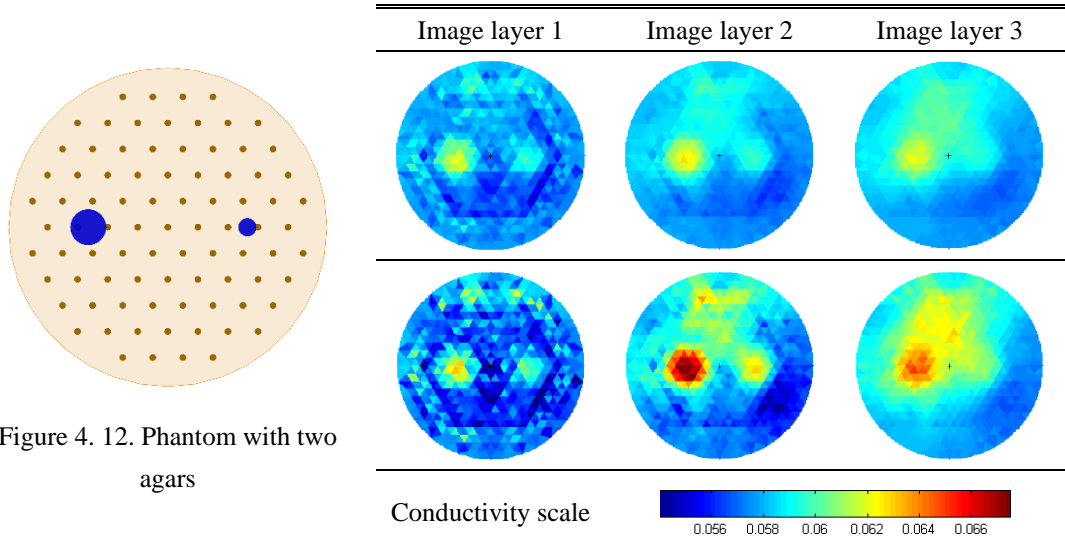 Image layer 1 Image layer 2 Image layer 3
Figure 4. 12. Phantom with two
agars
Conductivity scale
0.056 0.058 0.06 0.062 0.064 0.066